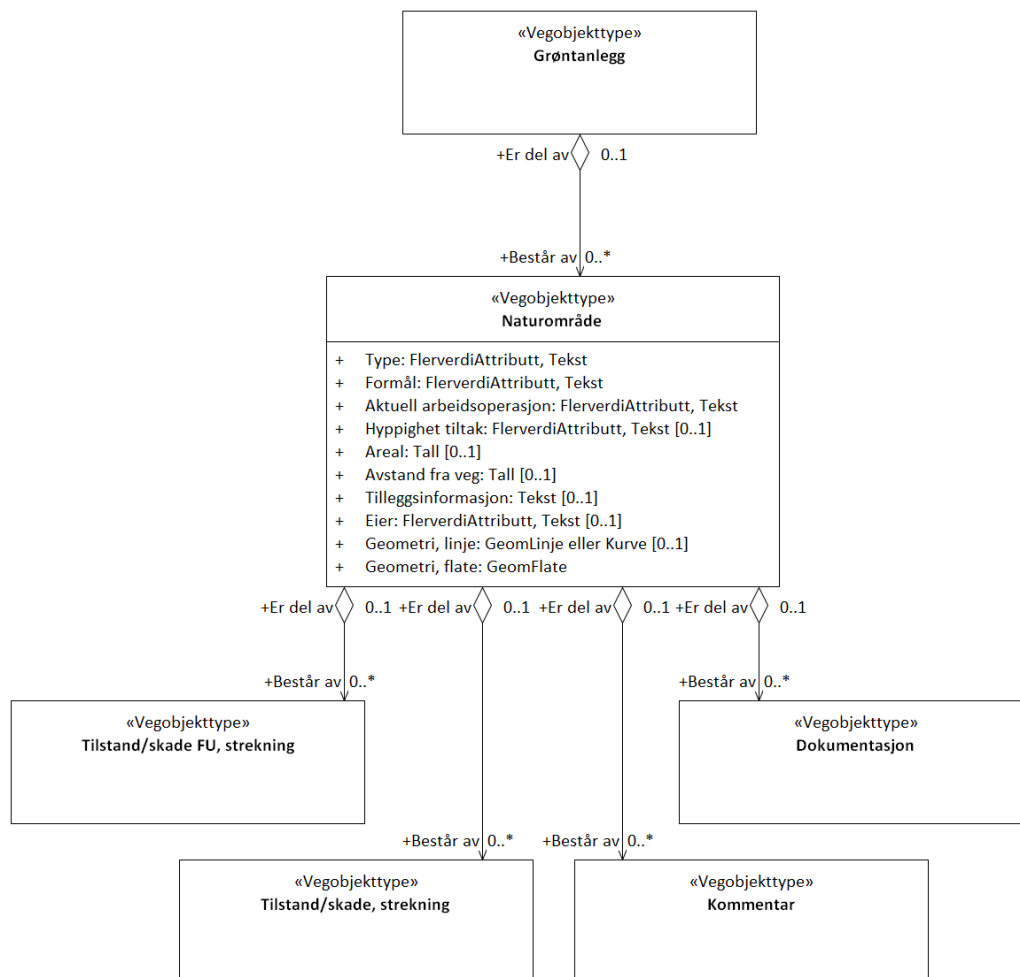 «Vegobjekttype»
Grøntanlegg
+Er del av 0..1
+Består av 0..*
«Vegobjekttype»
Naturområde
+ Type: FlerverdiAttributt, Tekst
+ Formål: FlerverdiAttributt, Tekst
+ Aktuell arbeidsoperasjon: FlerverdiAttributt, Tekst
+ Hyppighet tiltak: FlerverdiAttributt, Tekst [0..1]
+ Areal: Tall [0..1]
+ Avstand fra veg: Tall [0..1]
+ Tilleggsinformasjon: Tekst [0..1]
+ Eier: FlerverdiAttributt, Tekst [0..1]
+ Geometri, linje: GeomLinje eller Kurve [0..1]
+ Geometri, flate: GeomFlate
+Er del av 0..1 +Er del av 0..1 +Er del av 0..1 +Er del av 0..1
+Består av 0..* +Består av 0..*
«Vegobjekttype»
Tilstand/skade FU, strekning
«Vegobjekttype»
Dokumentasjon
+Består av 0..* +Består av 0..*
«Vegobjekttype»
Tilstand/skade, strekning
«Vegobjekttype»
Kommentar